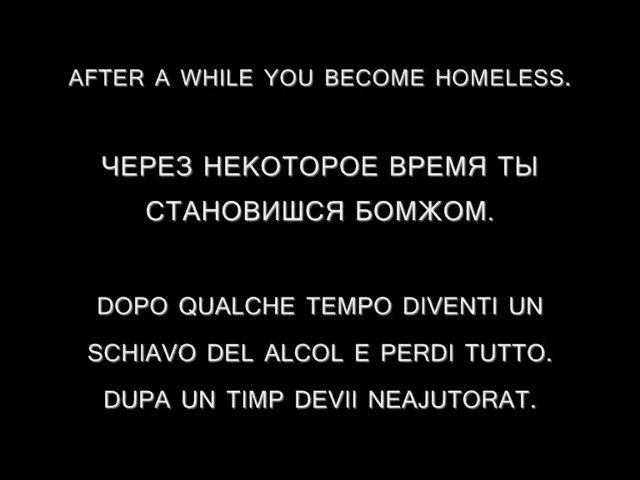 AFTER A WHILE YOU BECOME HOMELESS.
ЧЕРЕЗ НЕКОТОРОЕ ВРЕМЯ ТЫ
СТАНОВИШСЯ БОМЖОМ.
DOPO QUALCHE TEMPO DIVENTI UN
SCHIAVO DEL ALCOL E PERDI TUTTO.
DUPA UN TIMP DEVII NEAJUTORAT.